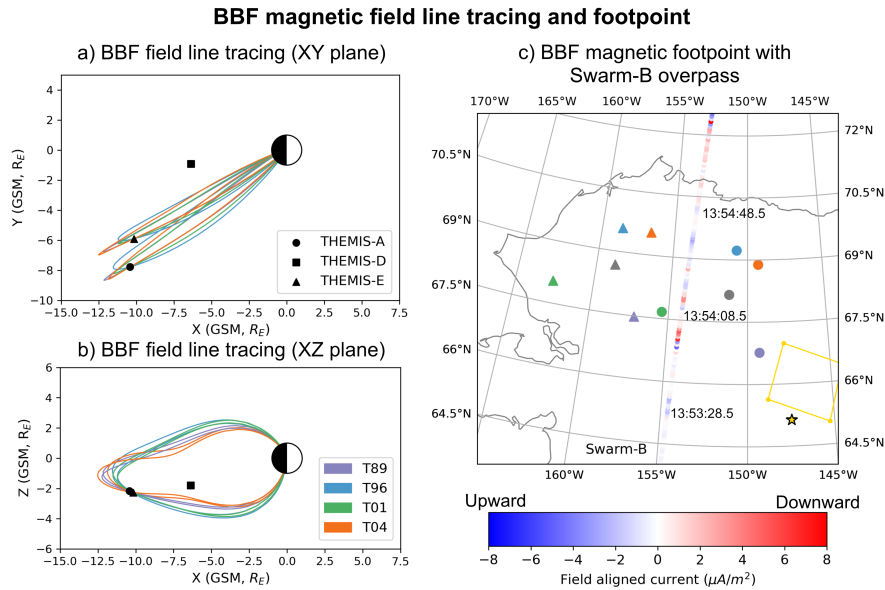 BBF magnetic field line tracing and footpoint
a) BBF field line tracing (XY plane)
4
2
0
−2
−4
−6
−8
−10
Y (GSM, R_E)
−15.0 −12.5 −10.0 −7.5 −5.0 −2.5 0.0 2.5 5.0 7.5
X (GSM, R_E)
THEMIS-A
THEMIS-D
THEMIS-E
b) BBF field line tracing (XZ plane)
6
4
2
0
−2
−4
−6
Z (GSM, R_E)
−15.0 −12.5 −10.0 −7.5 −5.0 −2.5 0.0 2.5 5.0 7.5
X (GSM, R_E)
T89
T96
T01
T04
c) BBF magnetic footpoint with
Swarm-B overpass
170°W 165°W 160°W 155°W 150°W 145°W
70.5°N
69°N
67.5°N
66°N
64.5°N
72°N
70.5°N
69°N
67.5°N
66°N
64.5°N
13:54:48.5
13:54:08.5
13:53:28.5
Swarm-B
160°W 155°W 150°W 145°W
Upward Downward
−8 −6 −4 −2 0 2 4 6 8
Field aligned current (μA/m²)